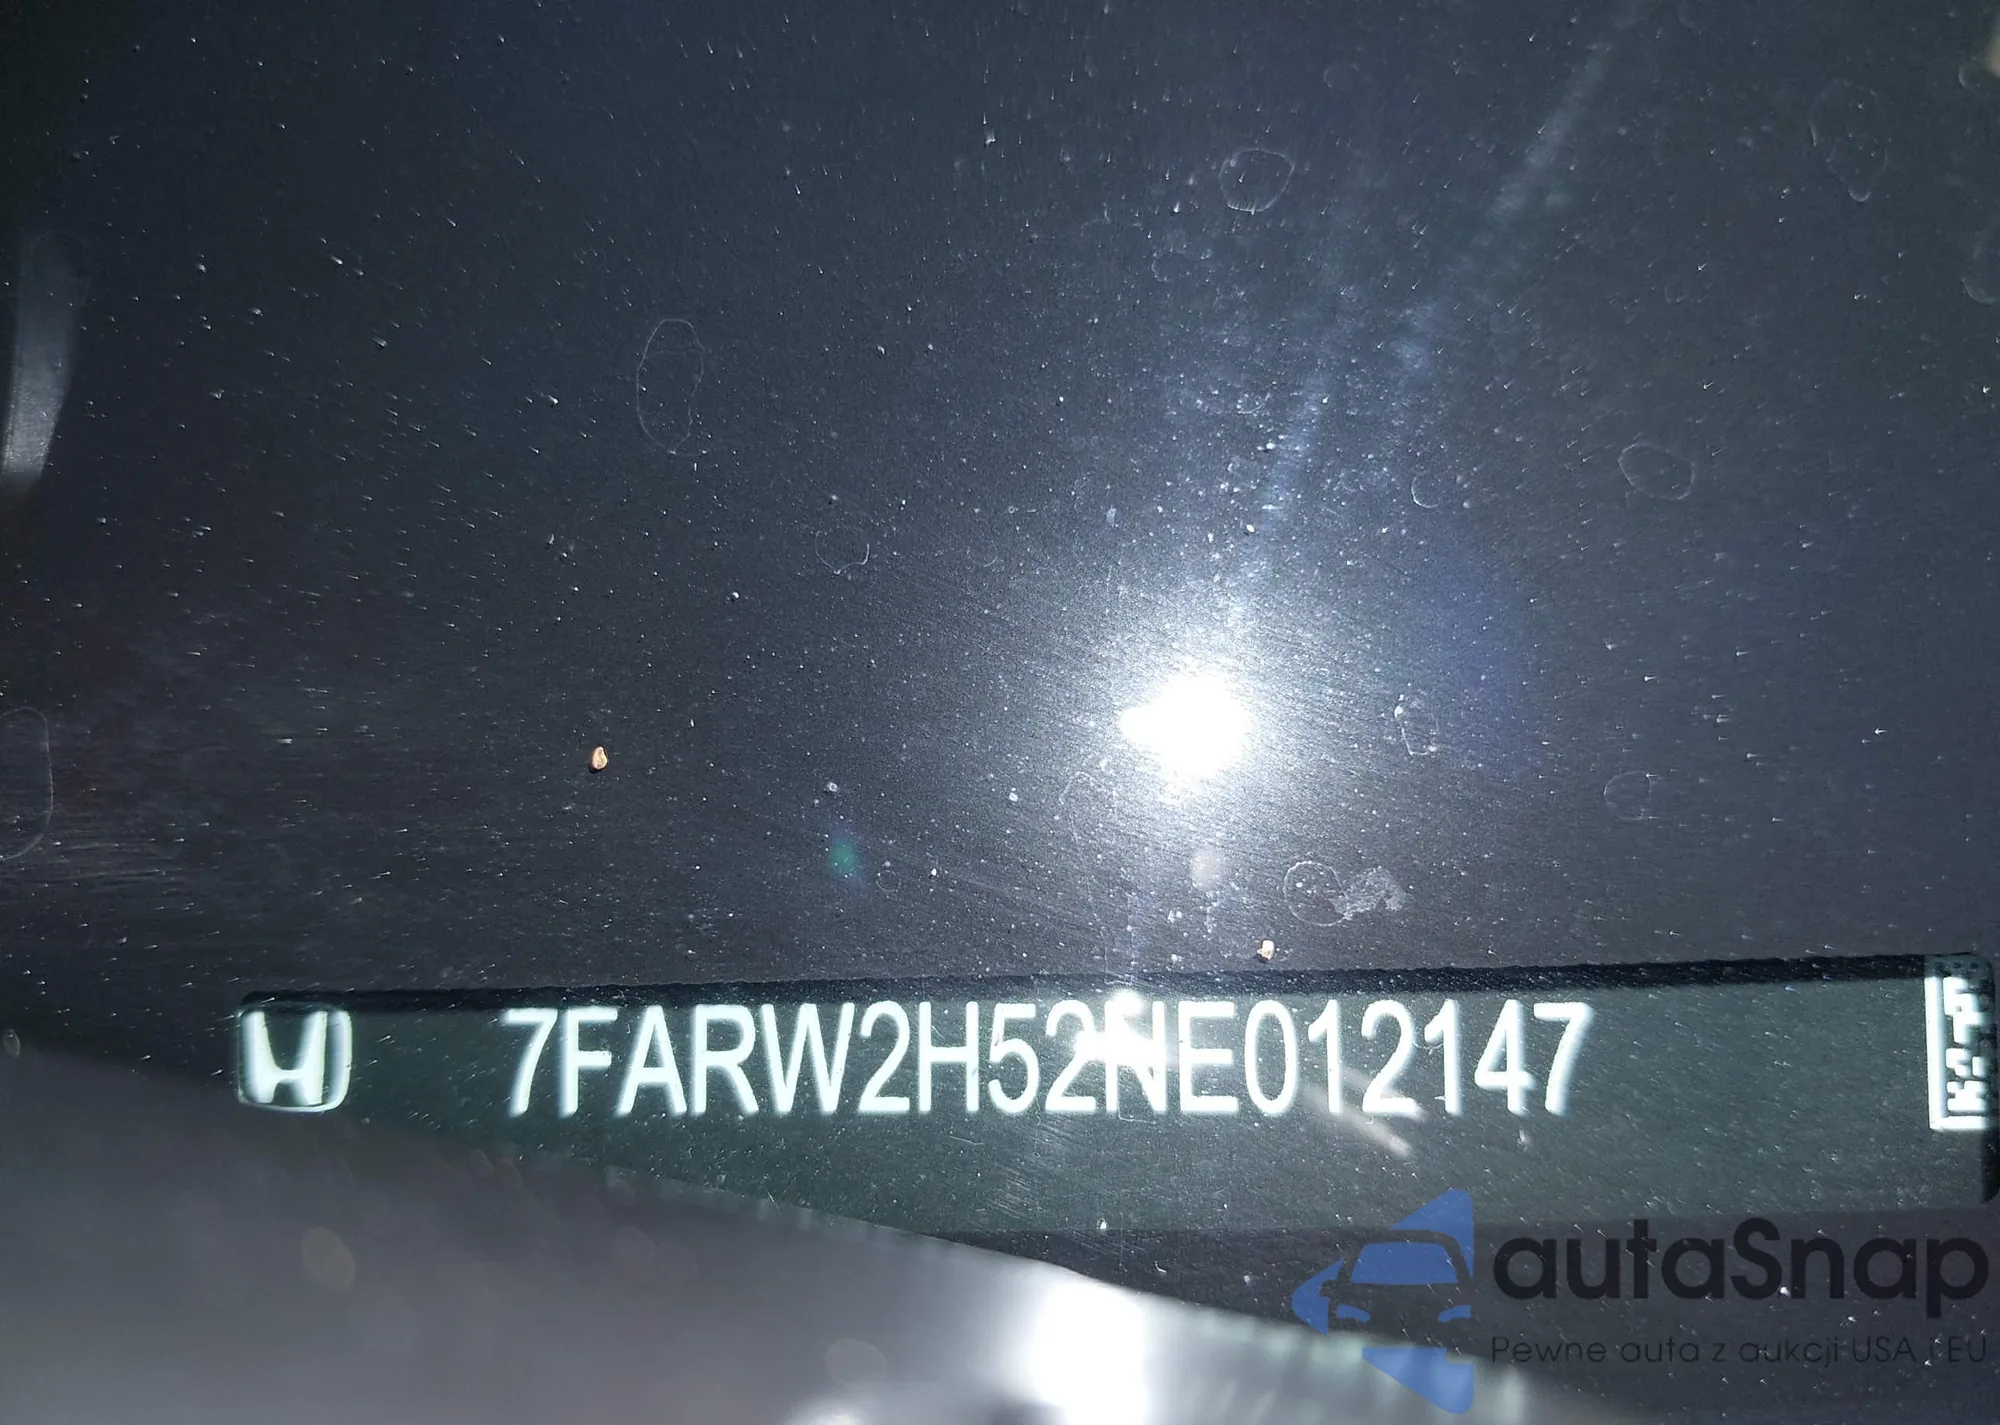 7FARW2H52NE012147
autaSnap
Pewne auta z aukcji USA i EU